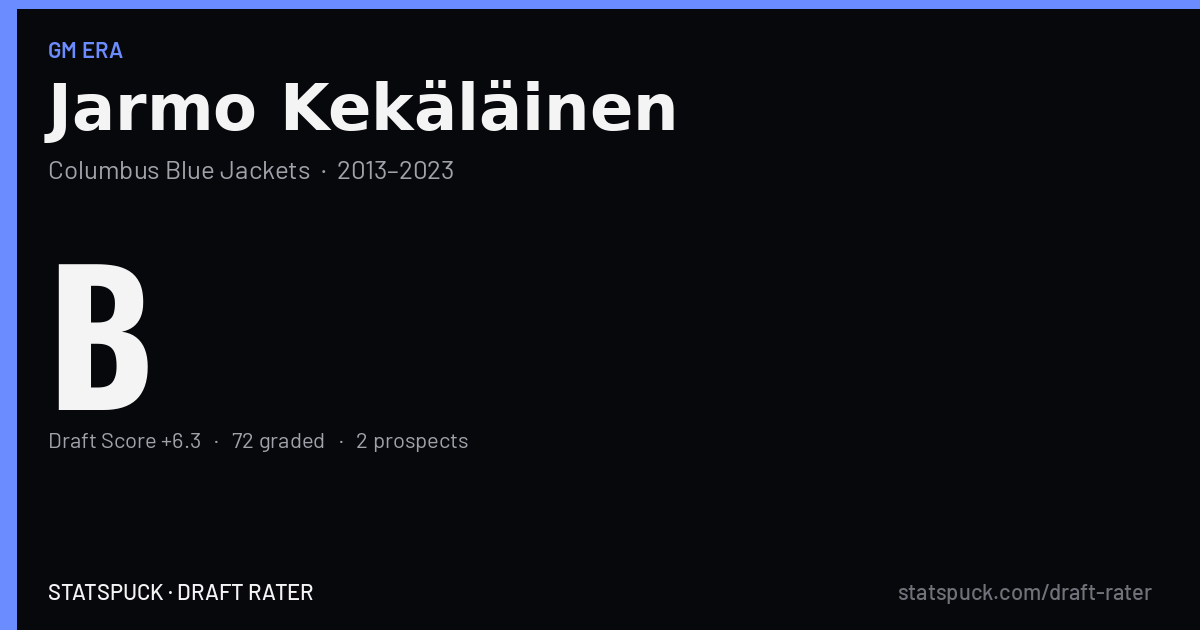 GM ERA
Jarmo Kekäläinen
Columbus Blue Jackets · 2013–2023
B
Draft Score +6.3 · 72 graded · 2 prospects
STATSPUCK · DRAFT RATER
statspuck.com/draft-rater